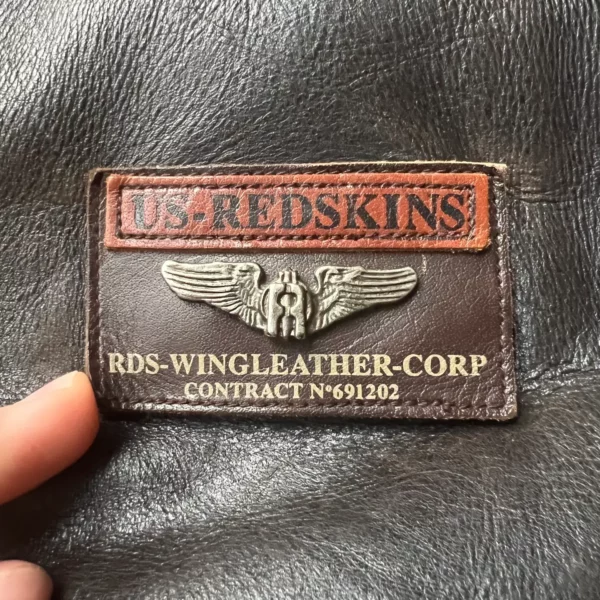 US-REDSKINS
RDS-WINGLEATHER-CORP
CONTRACT N°691202